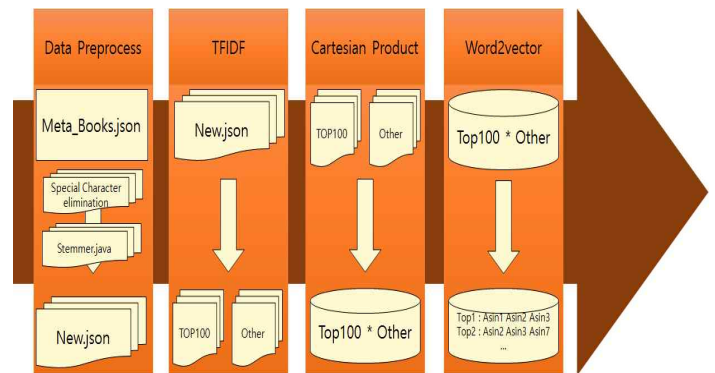 Data Preprocess
Meta_Books.json
Special Character
elimination
Stemmer.java
New.json
TFIDF
New.json
TOP100
Other
Cartesian Product
TOP100
Other
Top100 * Other
Word2vector
Top100 * Other
Top1 : Asin1 Asin2 Asin3
Top2 : Asin2 Asin3 Asin7
...